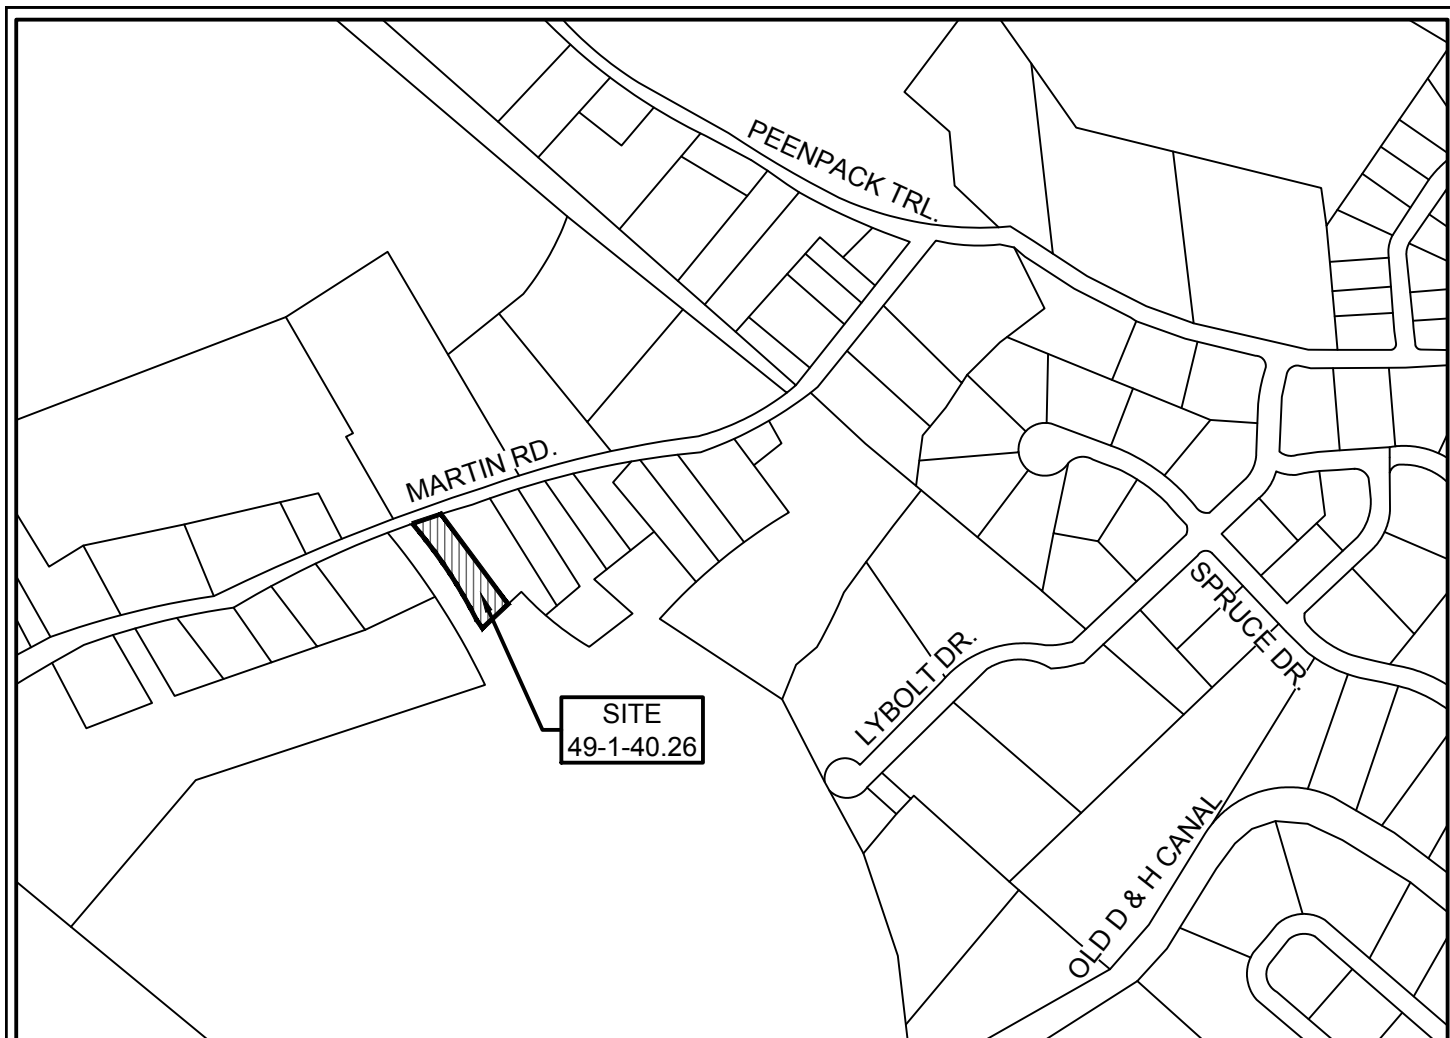 PEENPACK TRL.
MARTIN RD.
SPRUCE DR.
LYBOLT DR.
SITE
49-1-40.26
OLD D & H CANAL